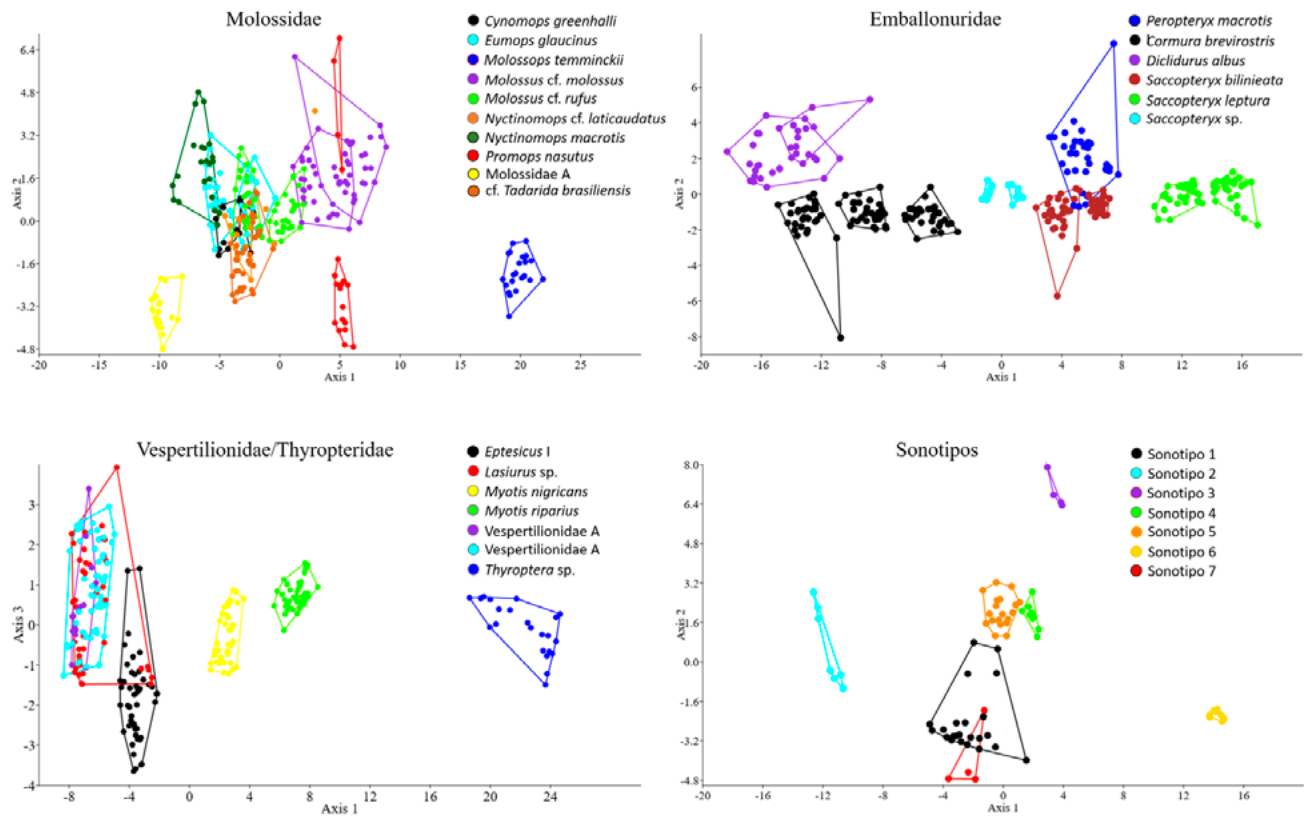 Molossidae
Cynomops greenhalli
Eumops glaucinus
Molossops temminckii
Molossus cf. molossus
Molossus cf. rufus
Nyctinomops cf. laticaudatus
Nyctinomops macrotis
Promops nasutus
Molossidae A
cf. Tadarida brasiliensis
Axis 2
6.4
4.8
3.2
1.6
0.0
-1.6
-3.2
-4.8
-20 -15 -10 -5 0 5 10 15 20 25
Axis 1
Emballonuridae
Peropteryx macrotis
Cormura brevirostris
Diclidurus albus
Saccopteryx bilinieata
Saccopteryx leptura
Saccopteryx sp.
Axis 2
6
4
2
0
-2
-4
-6
-8
-20 -16 -12 -8 -4 0 4 8 12 16
Axis 1
Vespertilionidae/Thyropteridae
Eptesicus I
Lasiurus sp.
Myotis nigricans
Myotis riparius
Vespertilionidae A
Vespertilionidae A
Thyroptera sp.
Axis 3
3
2
1
0
-1
-2
-3
-4
-8 -4 0 4 8 12 16 20 24
Axis 1
Sonotipos
Sonotipo 1
Sonotipo 2
Sonotipo 3
Sonotipo 4
Sonotipo 5
Sonotipo 6
Sonotipo 7
Axis 2
8.0
6.4
4.8
3.2
1.6
0.0
-1.6
-3.2
-4.8
-20 -16 -12 -8 -4 0 4 8 12 16
Axis 1